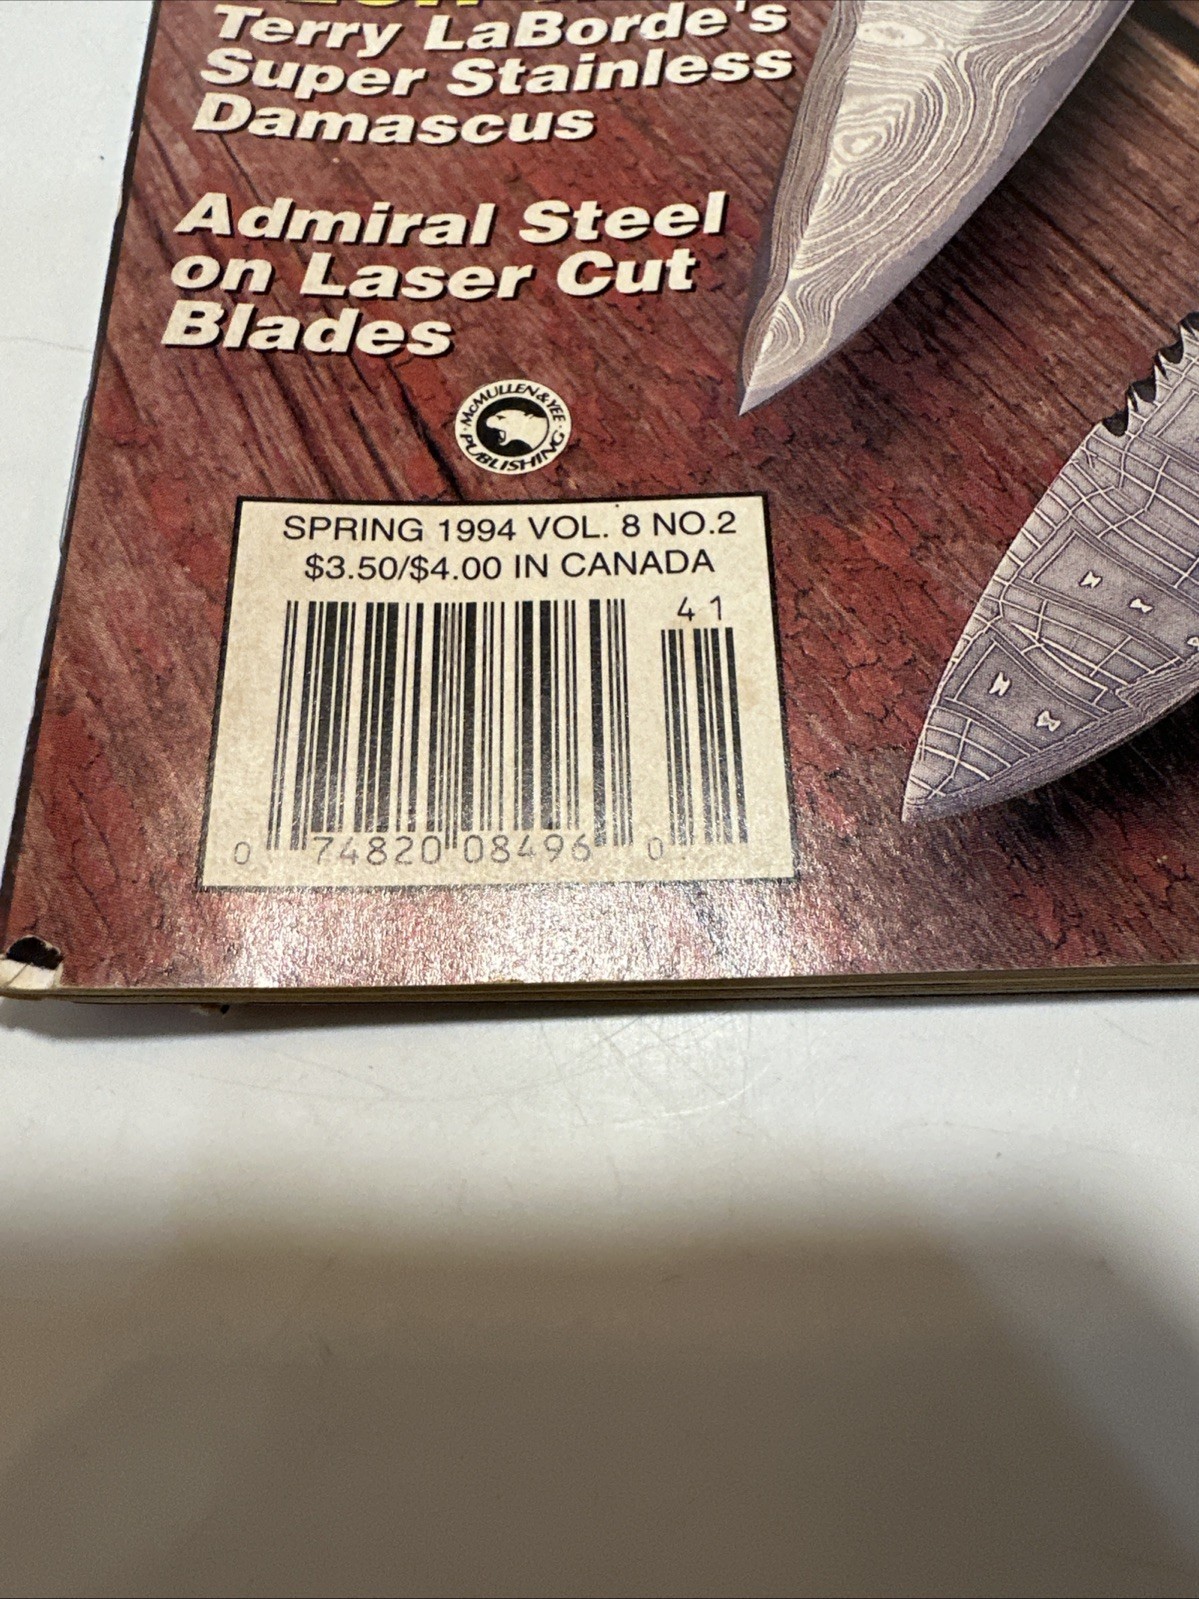 Terry LaBorde's
Super Stainless
Damascus
Admiral Steel
on Laser Cut
Blades
McMULLEN & YEE
PUBLISHING
SPRING 1994 VOL. 8 NO.2
$3.50/$4.00 IN CANADA
41
0 74820 08496 0